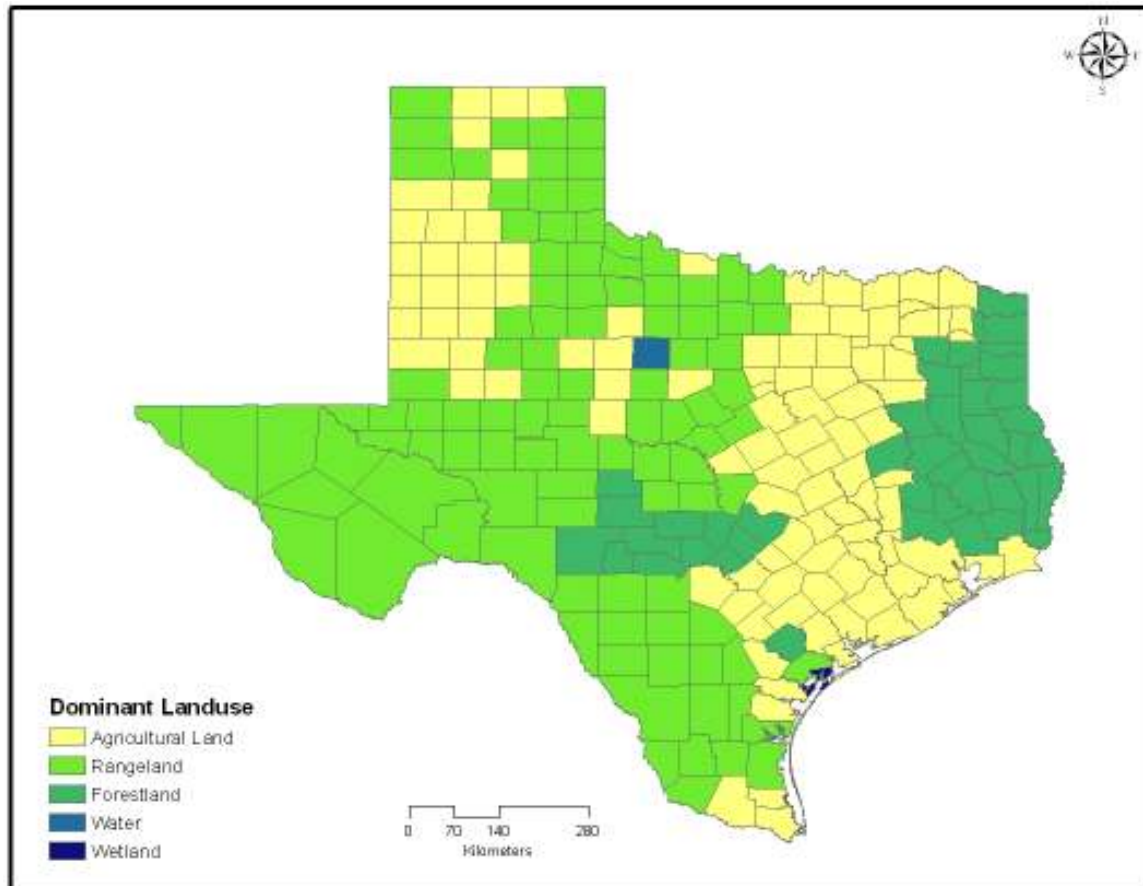 N
W E
S
Dominant Landuse
Agricultural Land
Rangeland
Forestland
Water
Wetland
0 70 140 280
Kilometers